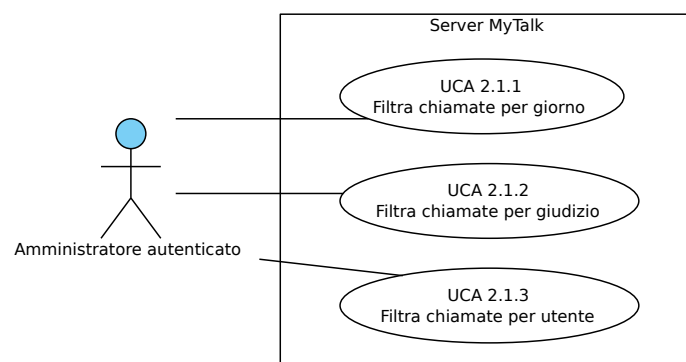 Server MyTalk
UCA 2.1.1
Filtra chiamate per giorno
UCA 2.1.2
Filtra chiamate per giudizio
Amministratore autenticato
UCA 2.1.3
Filtra chiamate per utente